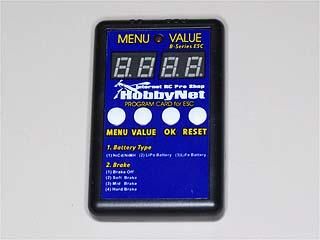 MENU VALUE
B-Series ESC
8.8. 8.8.
Internet RC Pro Shop
HobbyNet
PROGRAM CARD for ESC
MENU VALUE OK RESET
1. Battery Type
(1) NiCd/NiMH (2) LiPo Battery (3) Battery
2. Brake
(1) Brake Off
(2) Soft Brake
(3) Mid Brake
(4) Hard Brake